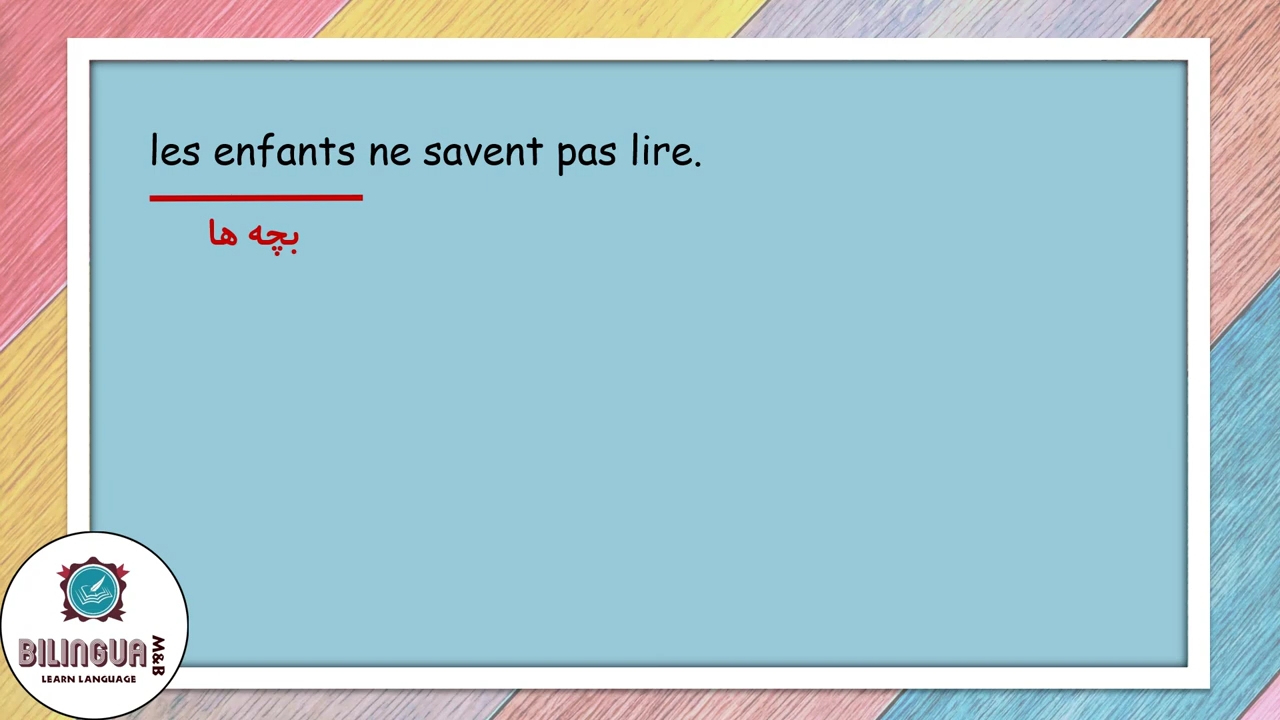 les enfants ne savent pas lire.
بچه ها
BILINGUA
M&B
LEARN LANGUAGE